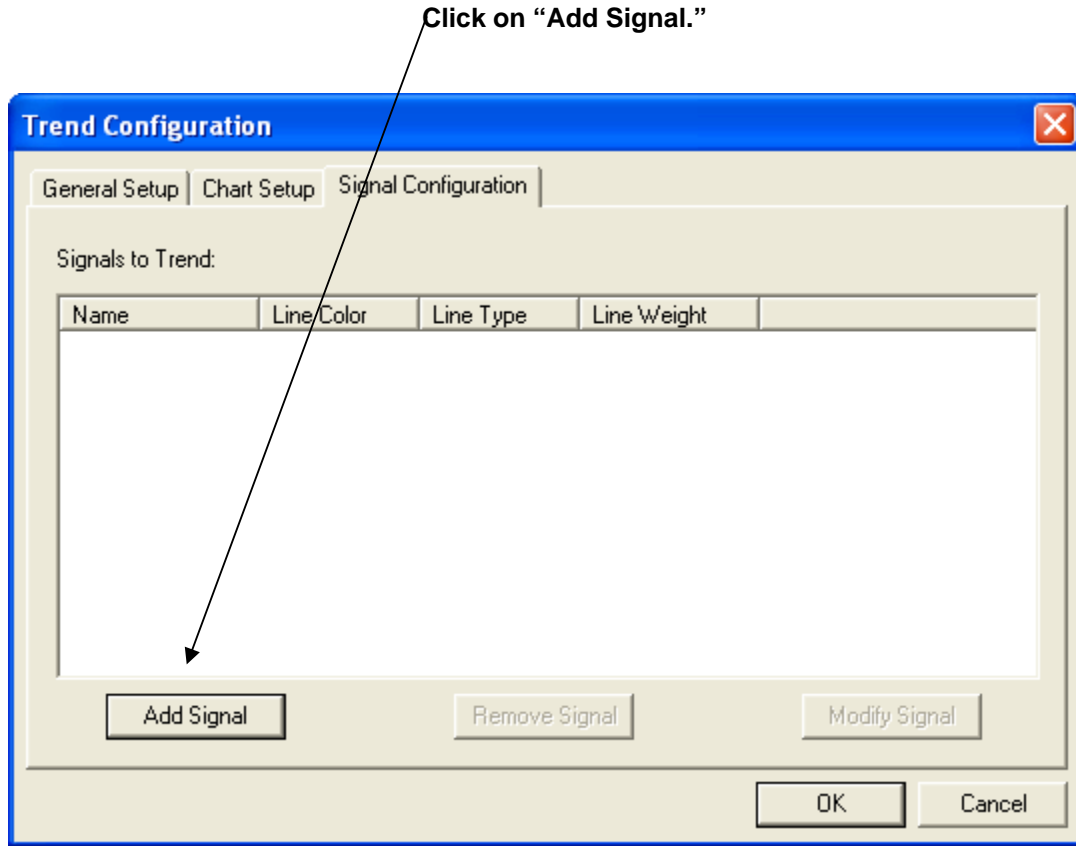 Click on “Add Signal.”
Trend Configuration
General Setup Chart Setup Signal Configuration
Signals to Trend:
Name Line Color Line Type Line Weight
Add Signal Remove Signal Modify Signal
OK Cancel